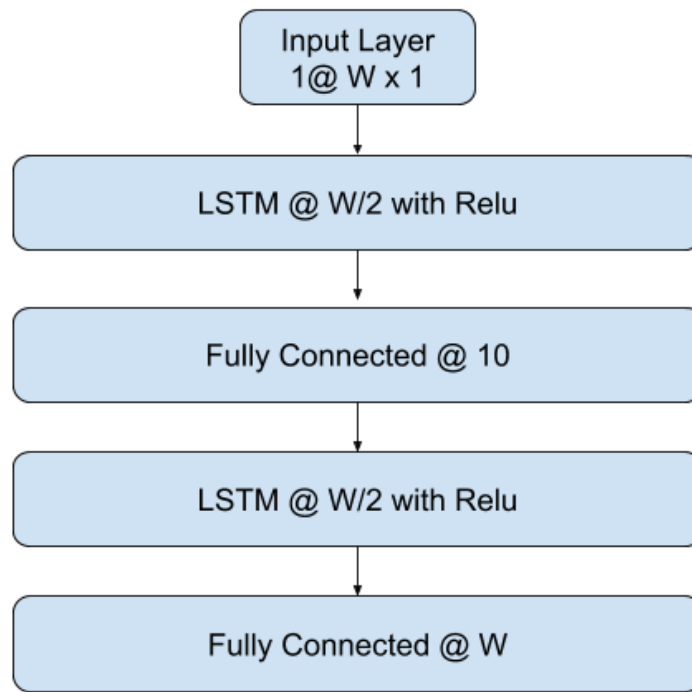 Input Layer
1@ W x 1
LSTM @ W/2 with Relu
Fully Connected @ 10
LSTM @ W/2 with Relu
Fully Connected @ W